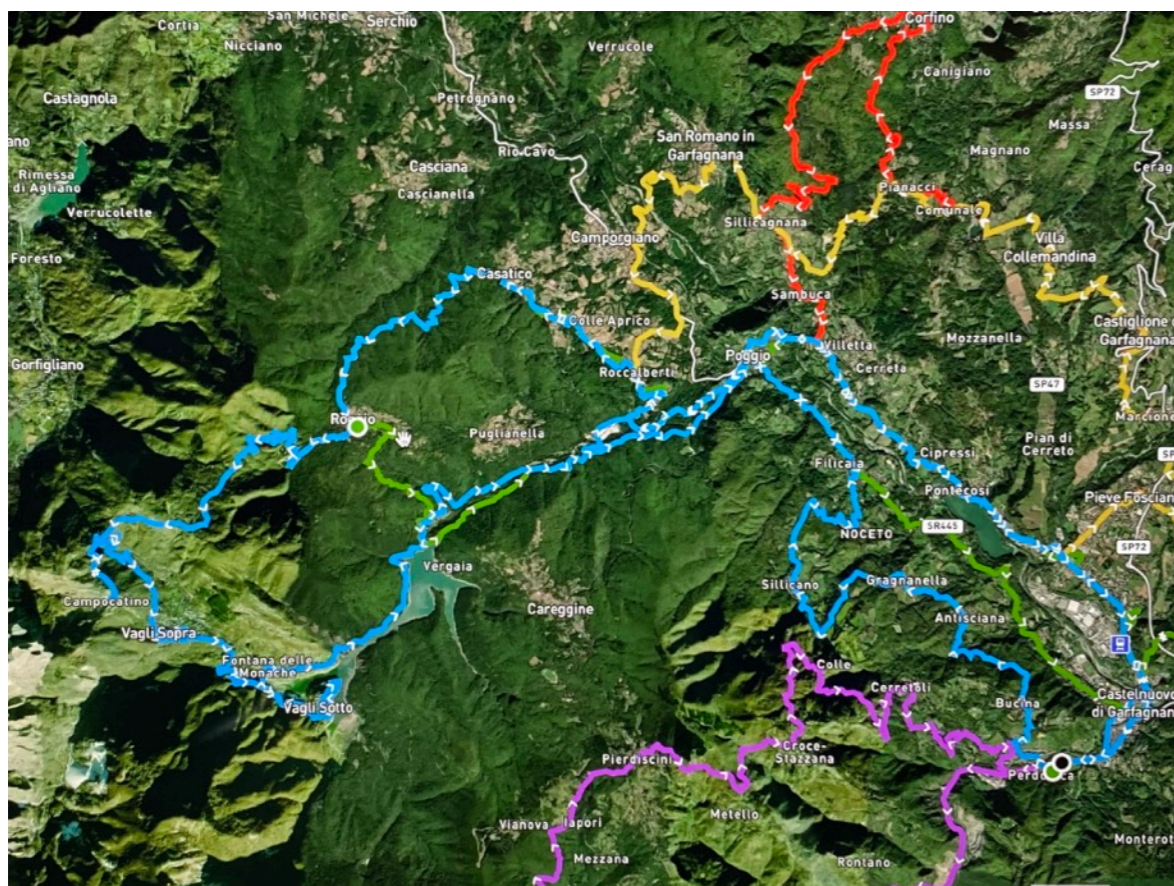 San Michele
Serchio
Cortia
Nicciano
Verrucole
Corfino
Canigiano
SP72
Castagnola
Petrognano
San Romano in
Garfagnana
Massa
Magnano
Rio Cavo
Casciana
Cascianella
Rimessa
di Agliano
Verrucolette
Pianacci
Comunale
Sillicagnana
Foresto
Camporgiano
Villa
Collemandina
Casatico
Sambuca
Colle Aprico
Castiglione
Garfagnana
Mozzanella
Villetta
Poggio
Gorfigliano
Roccalberti
Cerreta
SP47
Puglianella
Pian di
Cerreto
Cipressi
Filicaia
Pontecosi
SR445
NOCETO
SP72
Vergaia
Sillicano
Gragnanella
Campocatino
Careggine
Antisciana
Vagli Sopra
Fontana delle
Monache
Colle
Cerretoli
Castelnuovo
di Garfagnan
Vagli Sotto
Bucina
Croce-
Stazzana
Pierdiscini
Metello
Vianova
Iapori
Mezzana
Rontano